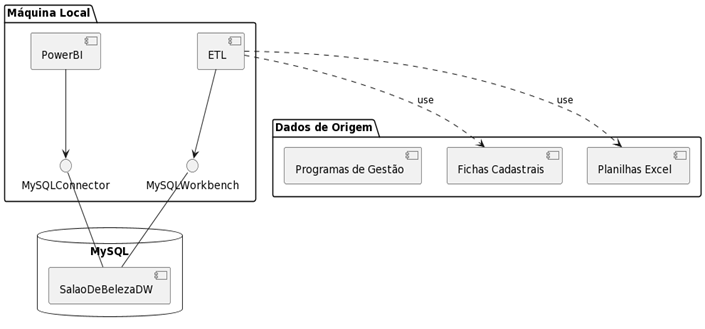 Máquina Local
PowerBI
ETL
use
use
Dados de Origem
Programas de Gestão
Fichas Cadastrais
Planilhas Excel
MySQLConnector
MySQLWorkbench
MySQL
SalaoDeBelezaDW